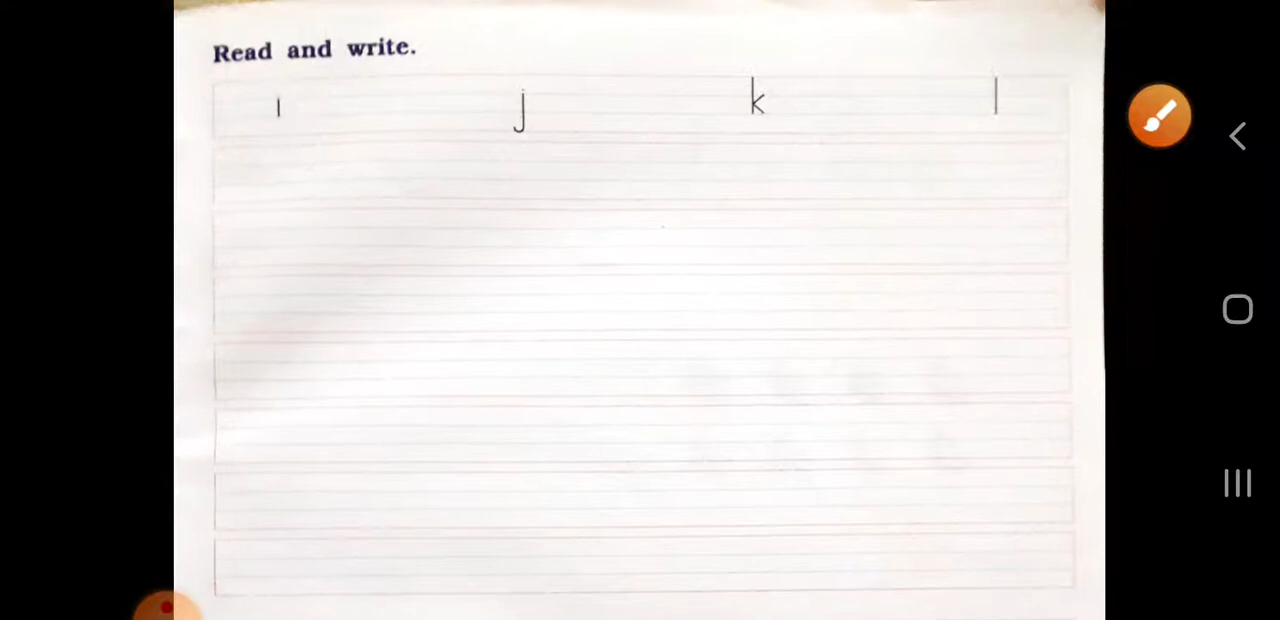 Read and write.
ı j k l